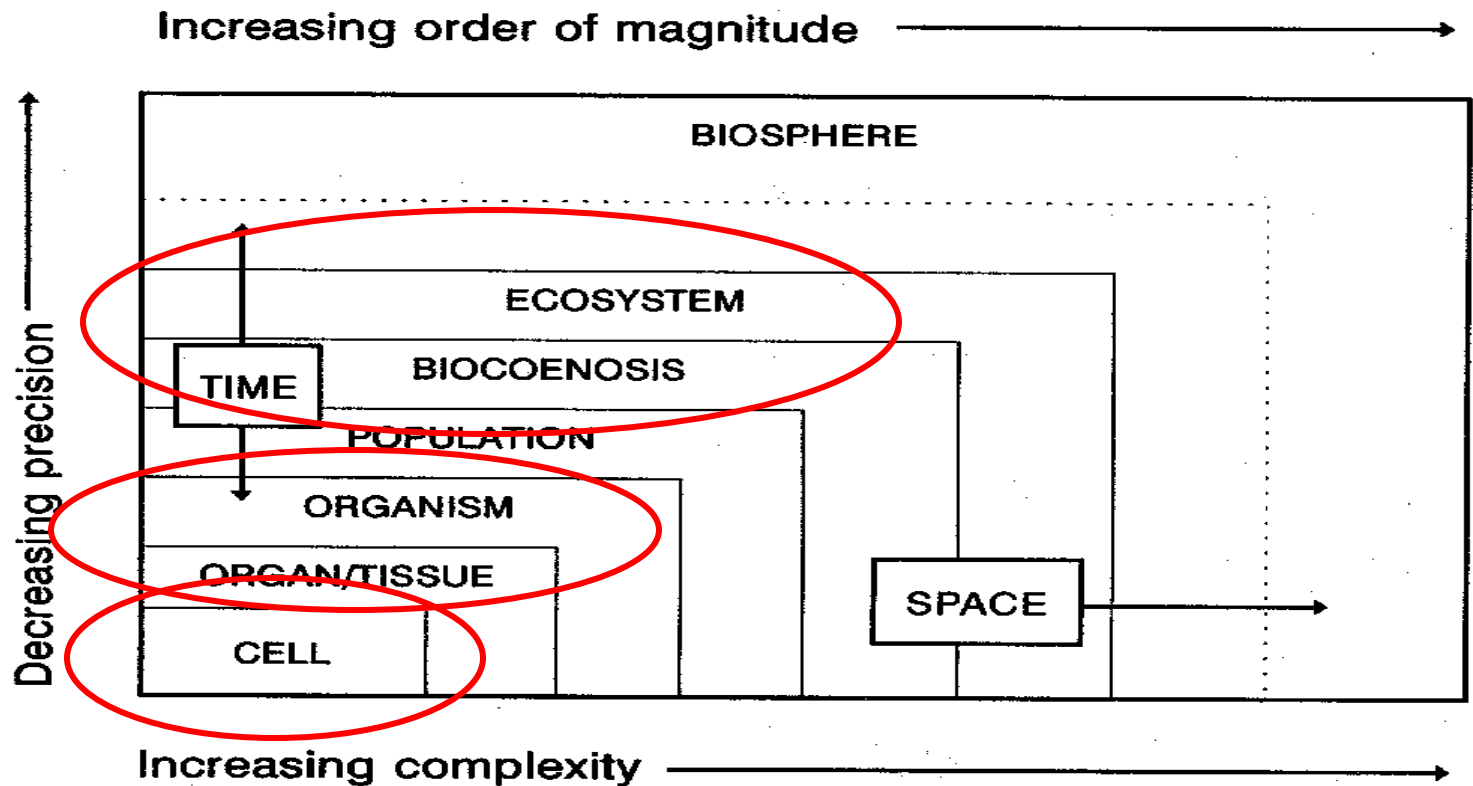 Increasing order of magnitude
BIOSPHERE
ECOSYSTEM
BIOCOENOSIS
TIME
POPULATION
ORGANISM
ORGAN/TISSUE
SPACE
CELL
Decreasing precision
Increasing complexity